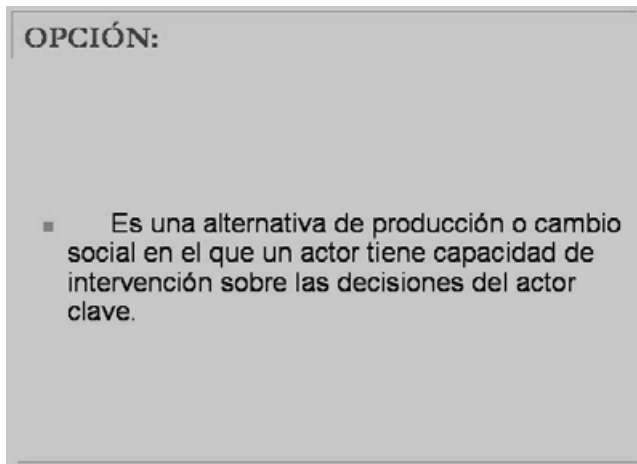 OPCIÓN:
Es una alternativa de producción o cambio
social en el que un actor tiene capacidad de
intervención sobre las decisiones del actor
clave.